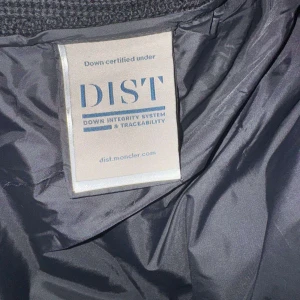 Down certified under
DIST
DOWN INTEGRITY SYSTEM
& TRACEABILITY
dist.moncler.com